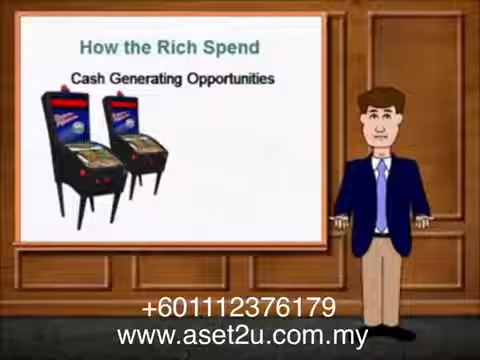 How the Rich Spend
Cash Generating Opportunities
+601112376179
www.aset2u.com.my